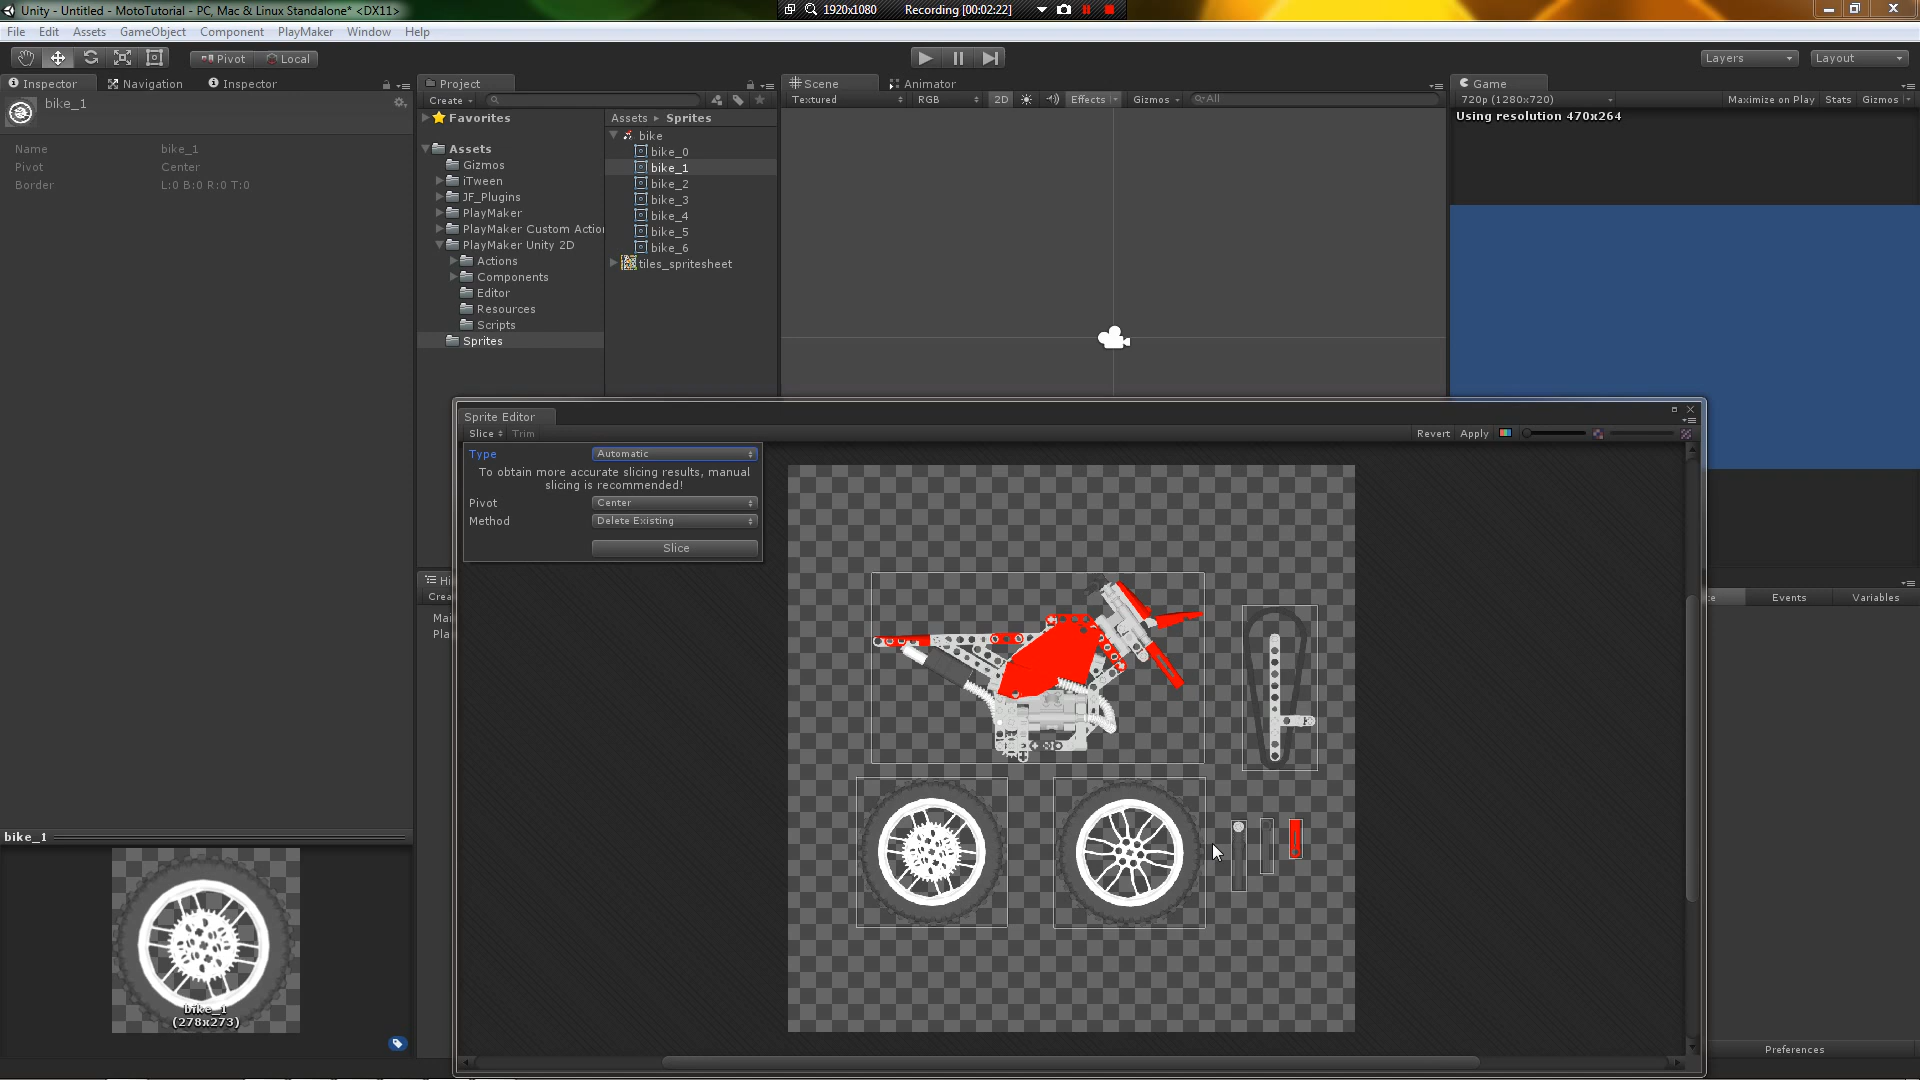 Unity - Untitled - MotoTutorial - PC, Mac & Linux Standalone* <DX11>
1920x1080
Recording [00:02:22]
File Edit Assets GameObject Component PlayMaker Window Help
Pivot Local
Layers
Layout
Inspector Navigation Inspector
Project
Scene Animator
Game
bike_1
Create
Textured RGB 2D Effects Gizmos All
720p (1280x720) Maximize on Play Stats Gizmos
Using resolution 470x264
Name bike_1
Pivot Center
Border L:0 B:0 R:0 T:0
Favorites
Assets
Gizmos
iTween
JF_Plugins
PlayMaker
PlayMaker Custom Actio
PlayMaker Unity 2D
Actions
Components
Editor
Resources
Scripts
Sprites
Assets Sprites
bike
bike_0
bike_1
bike_2
bike_3
bike_4
bike_5
bike_6
tiles_spritesheet
Hi
Crea
Mai
Pla
Sprite Editor
Slice Trim
Revert Apply
Type Automatic
To obtain more accurate slicing results, manual
slicing is recommended!
Pivot Center
Method Delete Existing
Slice
Events Variables
Preferences
bike_1
bike_1
(278x273)